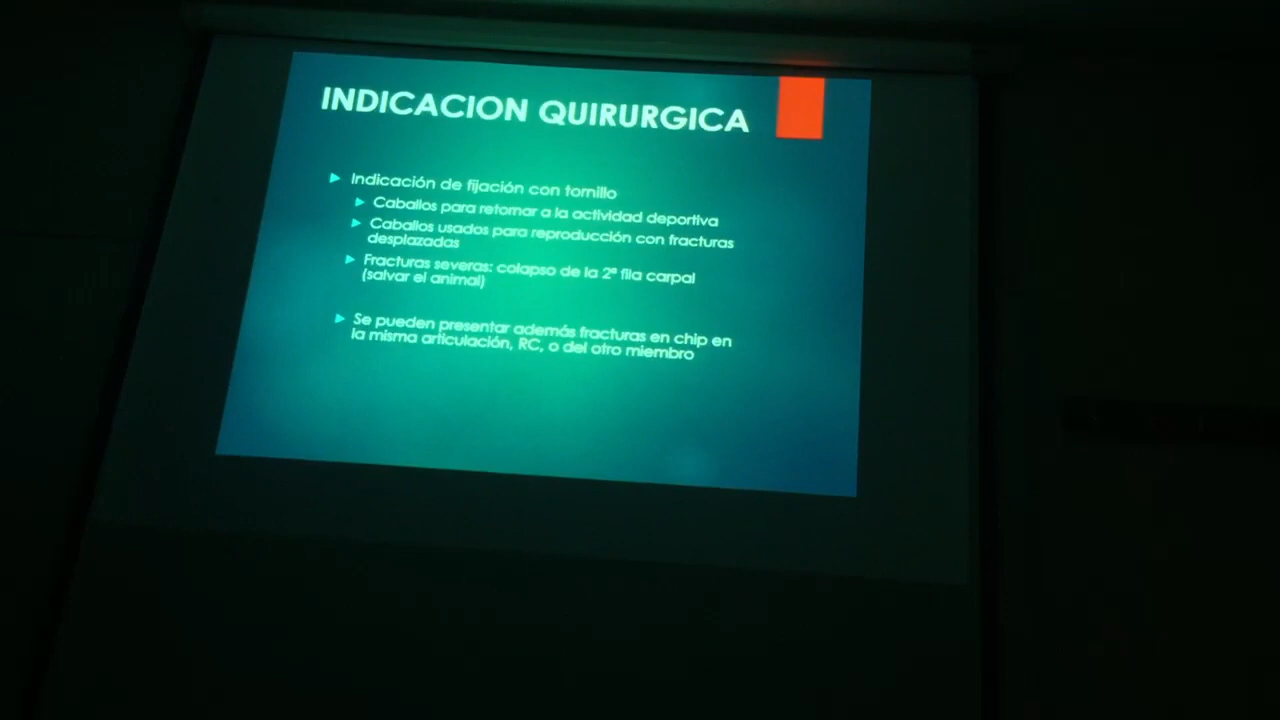 INDICACION QUIRURGICA
Indicación de fijación con tornillo
Caballos para retornar a la actividad deportiva
Caballos usados para reproducción con fracturas
desplazadas
Fracturas severas: colapso de la 2ª fila carpal
(salvar el animal)
Se pueden presentar además fracturas en chip en
la misma articulación, RC, o del otro miembro